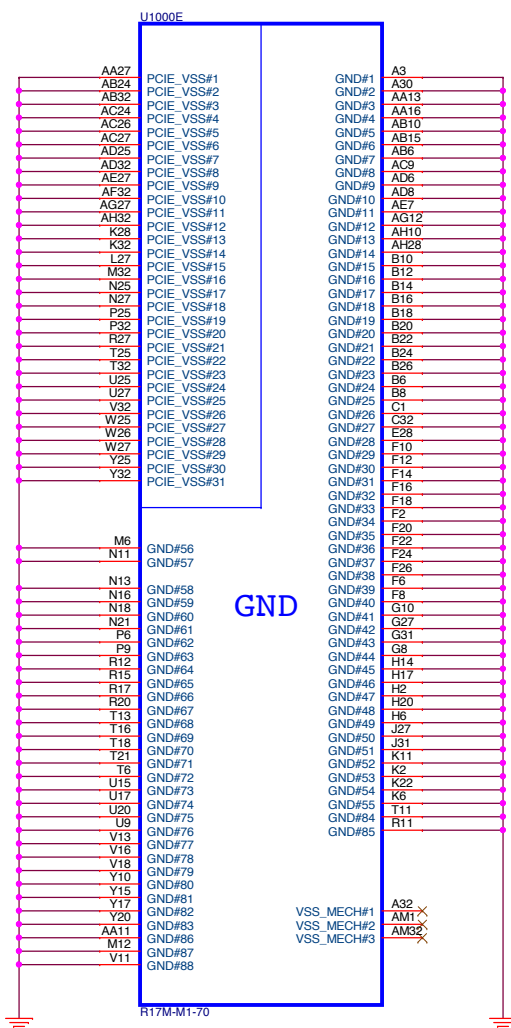 U1000E
AA27 PCIE_VSS#1
AB24 PCIE_VSS#2
AB32 PCIE_VSS#3
AC24 PCIE_VSS#4
AC26 PCIE_VSS#5
AC27 PCIE_VSS#6
AD25 PCIE_VSS#7
AD32 PCIE_VSS#8
AE27 PCIE_VSS#9
AF32 PCIE_VSS#10
AG27 PCIE_VSS#11
AH32 PCIE_VSS#12
K28 PCIE_VSS#13
K32 PCIE_VSS#14
L27 PCIE_VSS#15
M32 PCIE_VSS#16
N25 PCIE_VSS#17
N27 PCIE_VSS#18
P25 PCIE_VSS#19
P32 PCIE_VSS#20
R27 PCIE_VSS#21
T25 PCIE_VSS#22
T32 PCIE_VSS#23
U25 PCIE_VSS#24
U27 PCIE_VSS#25
V32 PCIE_VSS#26
W25 PCIE_VSS#27
W26 PCIE_VSS#28
W27 PCIE_VSS#29
Y25 PCIE_VSS#30
Y32 PCIE_VSS#31
M6 GND#56
N11 GND#57
N13 GND#58
N16 GND#59
N18 GND#60
N21 GND#61
P6 GND#62
P9 GND#63
R12 GND#64
R15 GND#65
R17 GND#66
R20 GND#67
T13 GND#68
T16 GND#69
T18 GND#70
T21 GND#71
T6 GND#72
U15 GND#73
U17 GND#74
U20 GND#75
U9 GND#76
V13 GND#77
V16 GND#78
V18 GND#79
Y10 GND#80
Y15 GND#81
Y17 GND#82
Y20 GND#83
AA11 GND#86
M12 GND#87
V11 GND#88
GND
GND#1 A3
GND#2 A30
GND#3 AA13
GND#4 AA16
GND#5 AB10
GND#6 AB15
GND#7 AB6
GND#8 AC9
GND#9 AD6
GND#10 AD8
GND#11 AE7
GND#12 AG12
GND#13 AH10
GND#14 AH28
GND#15 B10
GND#16 B12
GND#17 B14
GND#18 B16
GND#19 B18
GND#20 B20
GND#21 B22
GND#22 B24
GND#23 B26
GND#24 B6
GND#25 B8
GND#26 C1
GND#27 C32
GND#28 E28
GND#29 F10
GND#30 F12
GND#31 F14
GND#32 F16
GND#33 F18
GND#34 F2
GND#35 F20
GND#36 F22
GND#37 F24
GND#38 F26
GND#39 F6
GND#40 F8
GND#41 G10
GND#42 G27
GND#43 G31
GND#44 G8
GND#45 H14
GND#46 H17
GND#47 H2
GND#48 H20
GND#49 H6
GND#50 J27
GND#51 J31
GND#52 K11
GND#53 K2
GND#54 K22
GND#55 K6
GND#84 T11
GND#85 R11
VSS_MECH#1 A32
VSS_MECH#2 AM1
VSS_MECH#3 AM32
R17M-M1-70